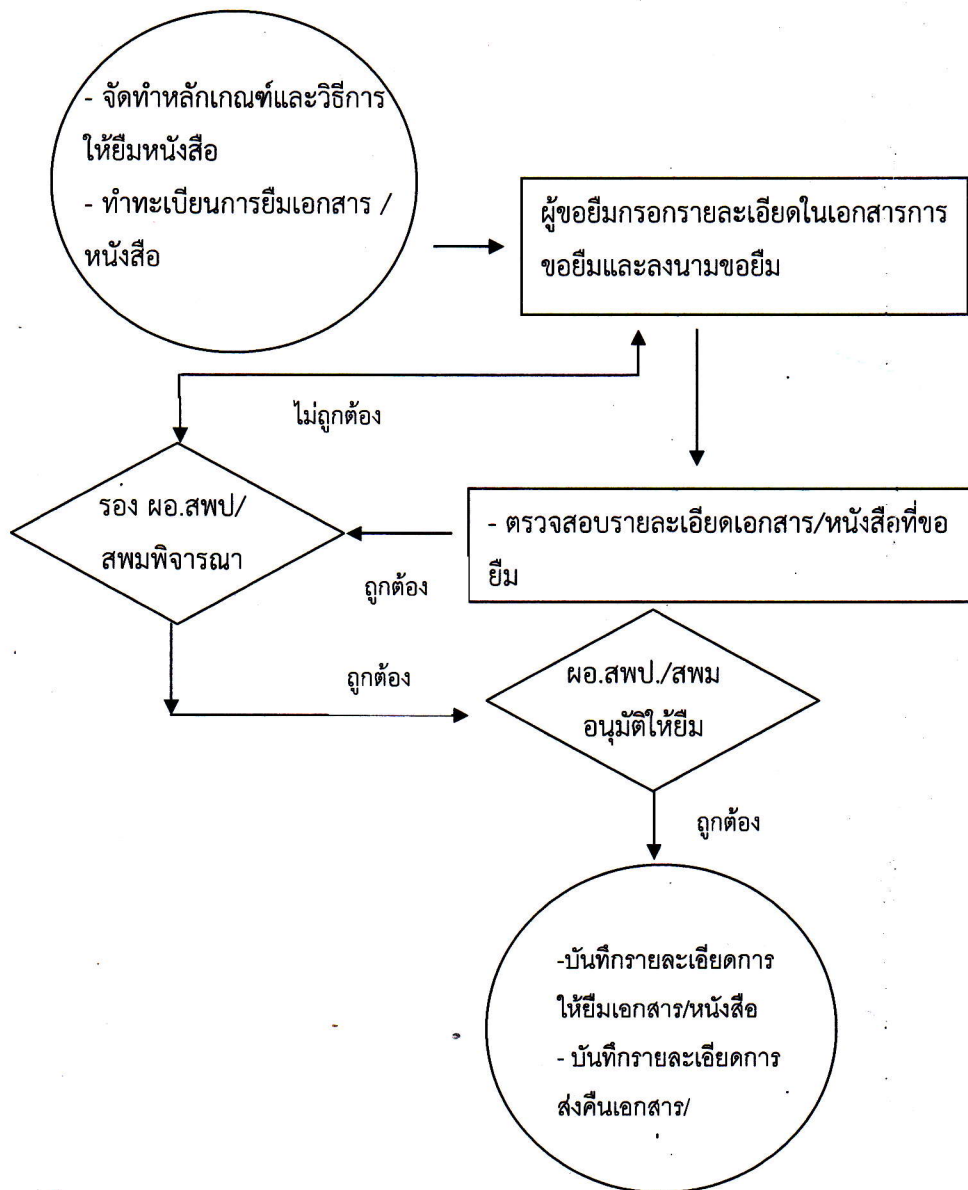 - จัดทำหลักเกณฑ์และวิธีการ
ให้ยืมหนังสือ
- ทำทะเบียนการยืมเอกสาร /
หนังสือ
ผู้ขอยืมกรอกรายละเอียดในเอกสารการ
ขอยืมและลงนามขอยืม
ไม่ถูกต้อง
รอง ผอ.สพป/
สพมพิจารณา
- ตรวจสอบรายละเอียดเอกสาร/หนังสือที่ขอ
ยืม
ถูกต้อง
ถูกต้อง
ผอ.สพป./สพม
อนุมัติให้ยืม
ถูกต้อง
-บันทึกรายละเอียดการ
ให้ยืมเอกสาร/หนังสือ
- บันทึกรายละเอียดการ
ส่งคืนเอกสาร/